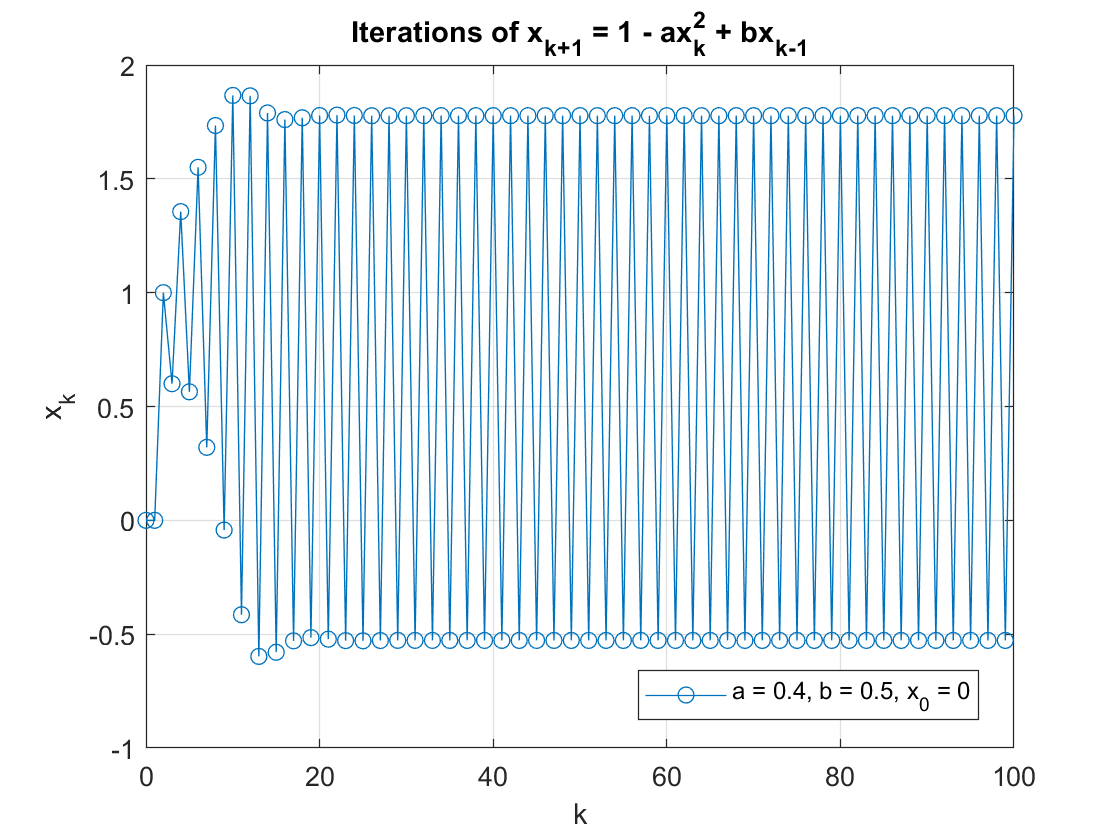 Iterations of x_{k+1} = 1 - ax_k^2 + bx_{k-1}
2
1.5
1
0.5
0
-0.5
-1
x_k
a = 0.4, b = 0.5, x_0 = 0
0 20 40 60 80 100
k